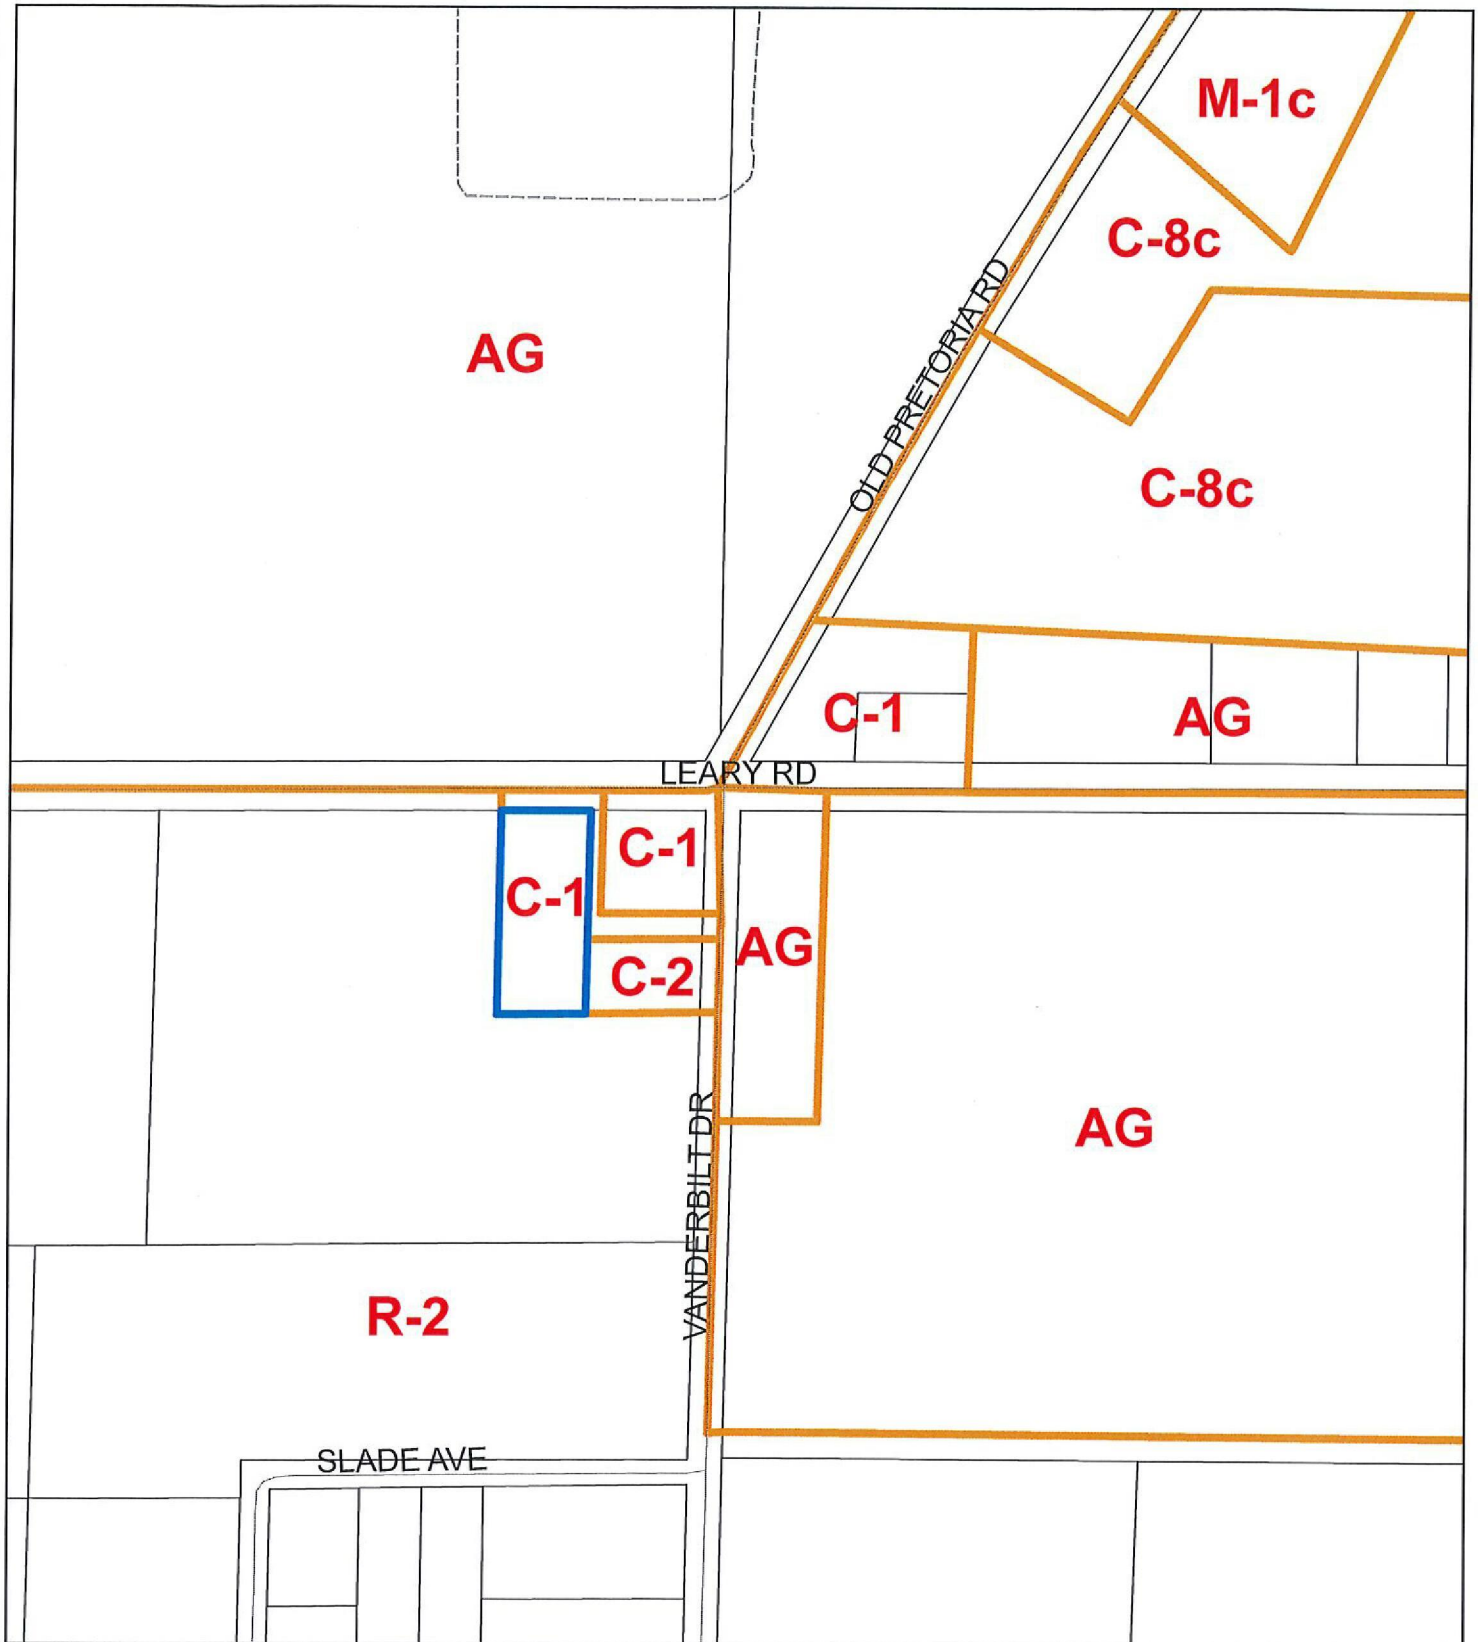 M-1c
C-8c
AG
OLD PRETORIA RD
C-8c
C-1
AG
LEARY RD
C-1
C-1
AG
C-2
AG
VANDERBILT DR
R-2
SLADE AVE